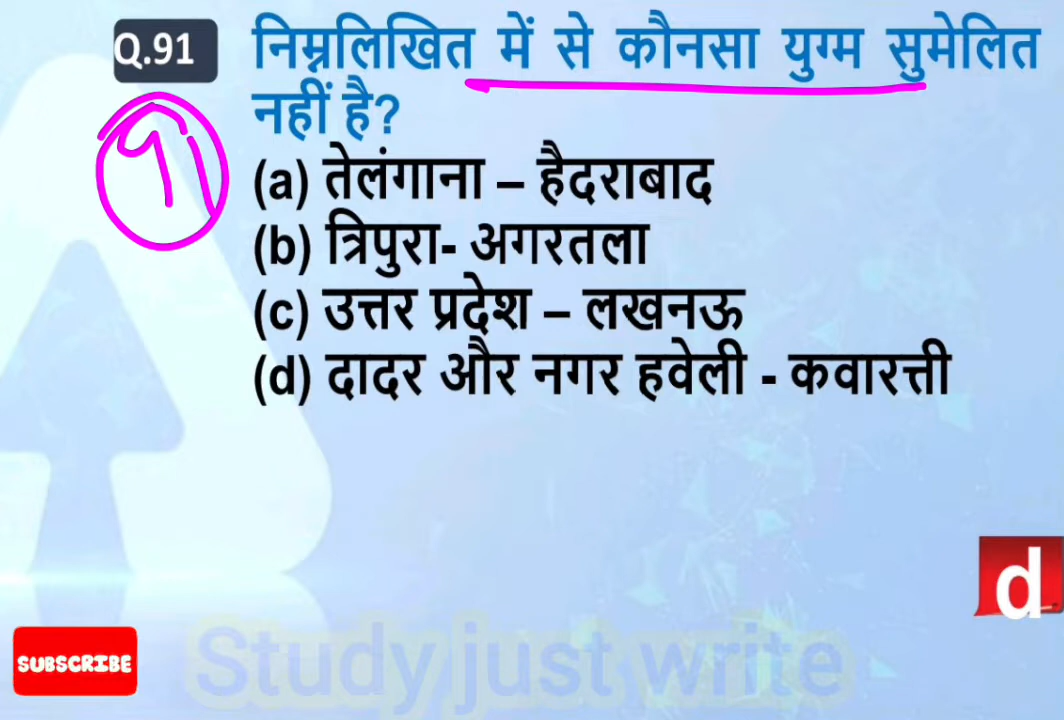 Q.91 निम्नलिखित में से कौनसा युग्म सुमेलित
नहीं है?
91
(a) तेलंगाना – हैदराबाद
(b) त्रिपुरा- अगरतला
(c) उत्तर प्रदेश – लखनऊ
(d) दादर और नगर हवेली - कवारत्ती
d
SUBSCRIBE
Study just write